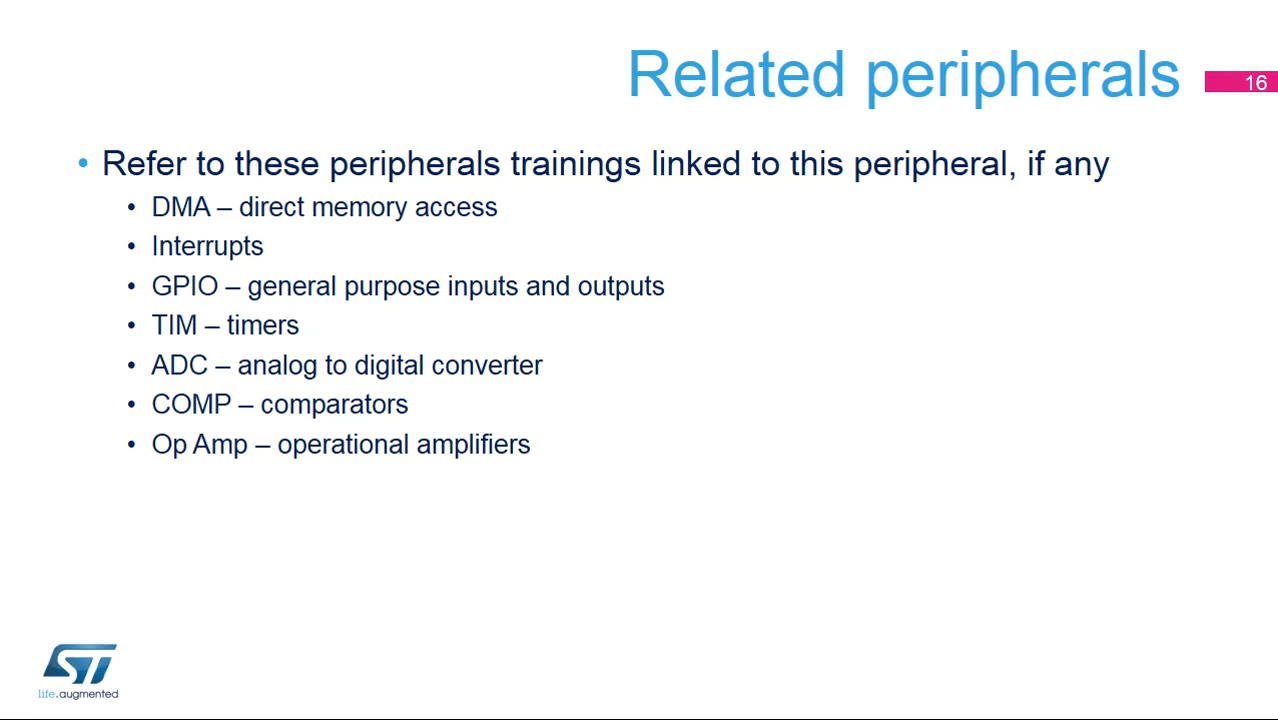 Related peripherals
16
• Refer to these peripherals trainings linked to this peripheral, if any
• DMA – direct memory access
• Interrupts
• GPIO – general purpose inputs and outputs
• TIM – timers
• ADC – analog to digital converter
• COMP – comparators
• Op Amp – operational amplifiers
ST
life.augmented